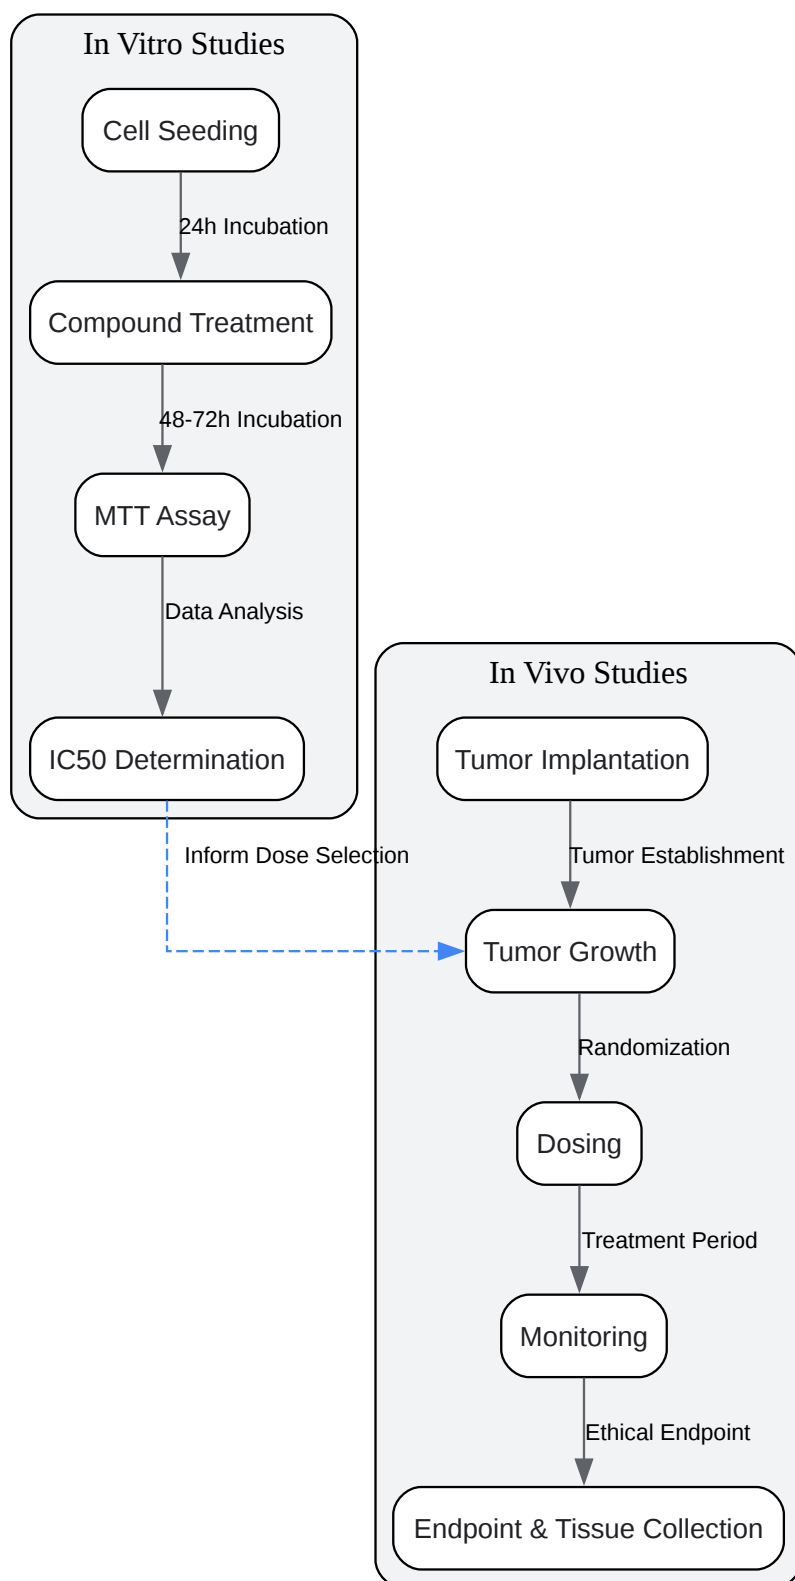 In Vitro Studies
Cell Seeding
24h Incubation
Compound Treatment
48-72h Incubation
MTT Assay
Data Analysis
IC50 Determination
Inform Dose Selection
In Vivo Studies
Tumor Implantation
Tumor Establishment
Tumor Growth
Randomization
Dosing
Treatment Period
Monitoring
Ethical Endpoint
Endpoint & Tissue Collection